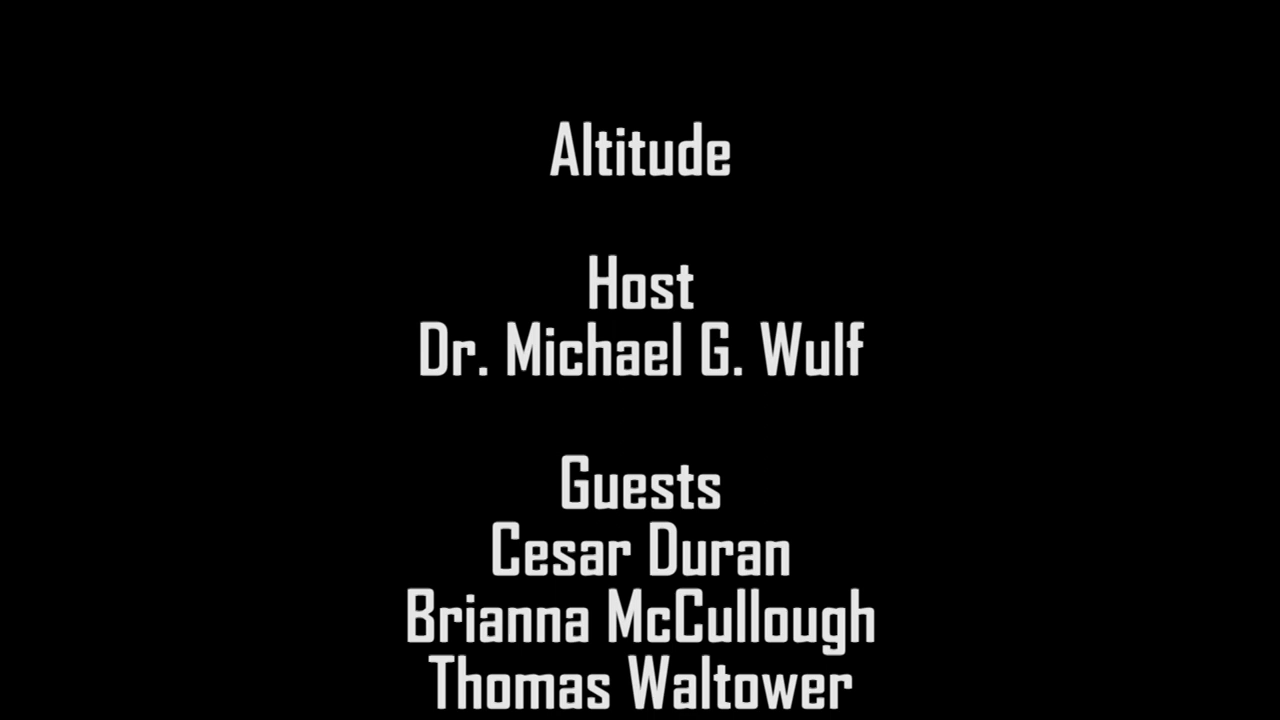 Altitude
Host
Dr. Michael G. Wulf
Guests
Cesar Duran
Brianna McCullough
Thomas Waltower